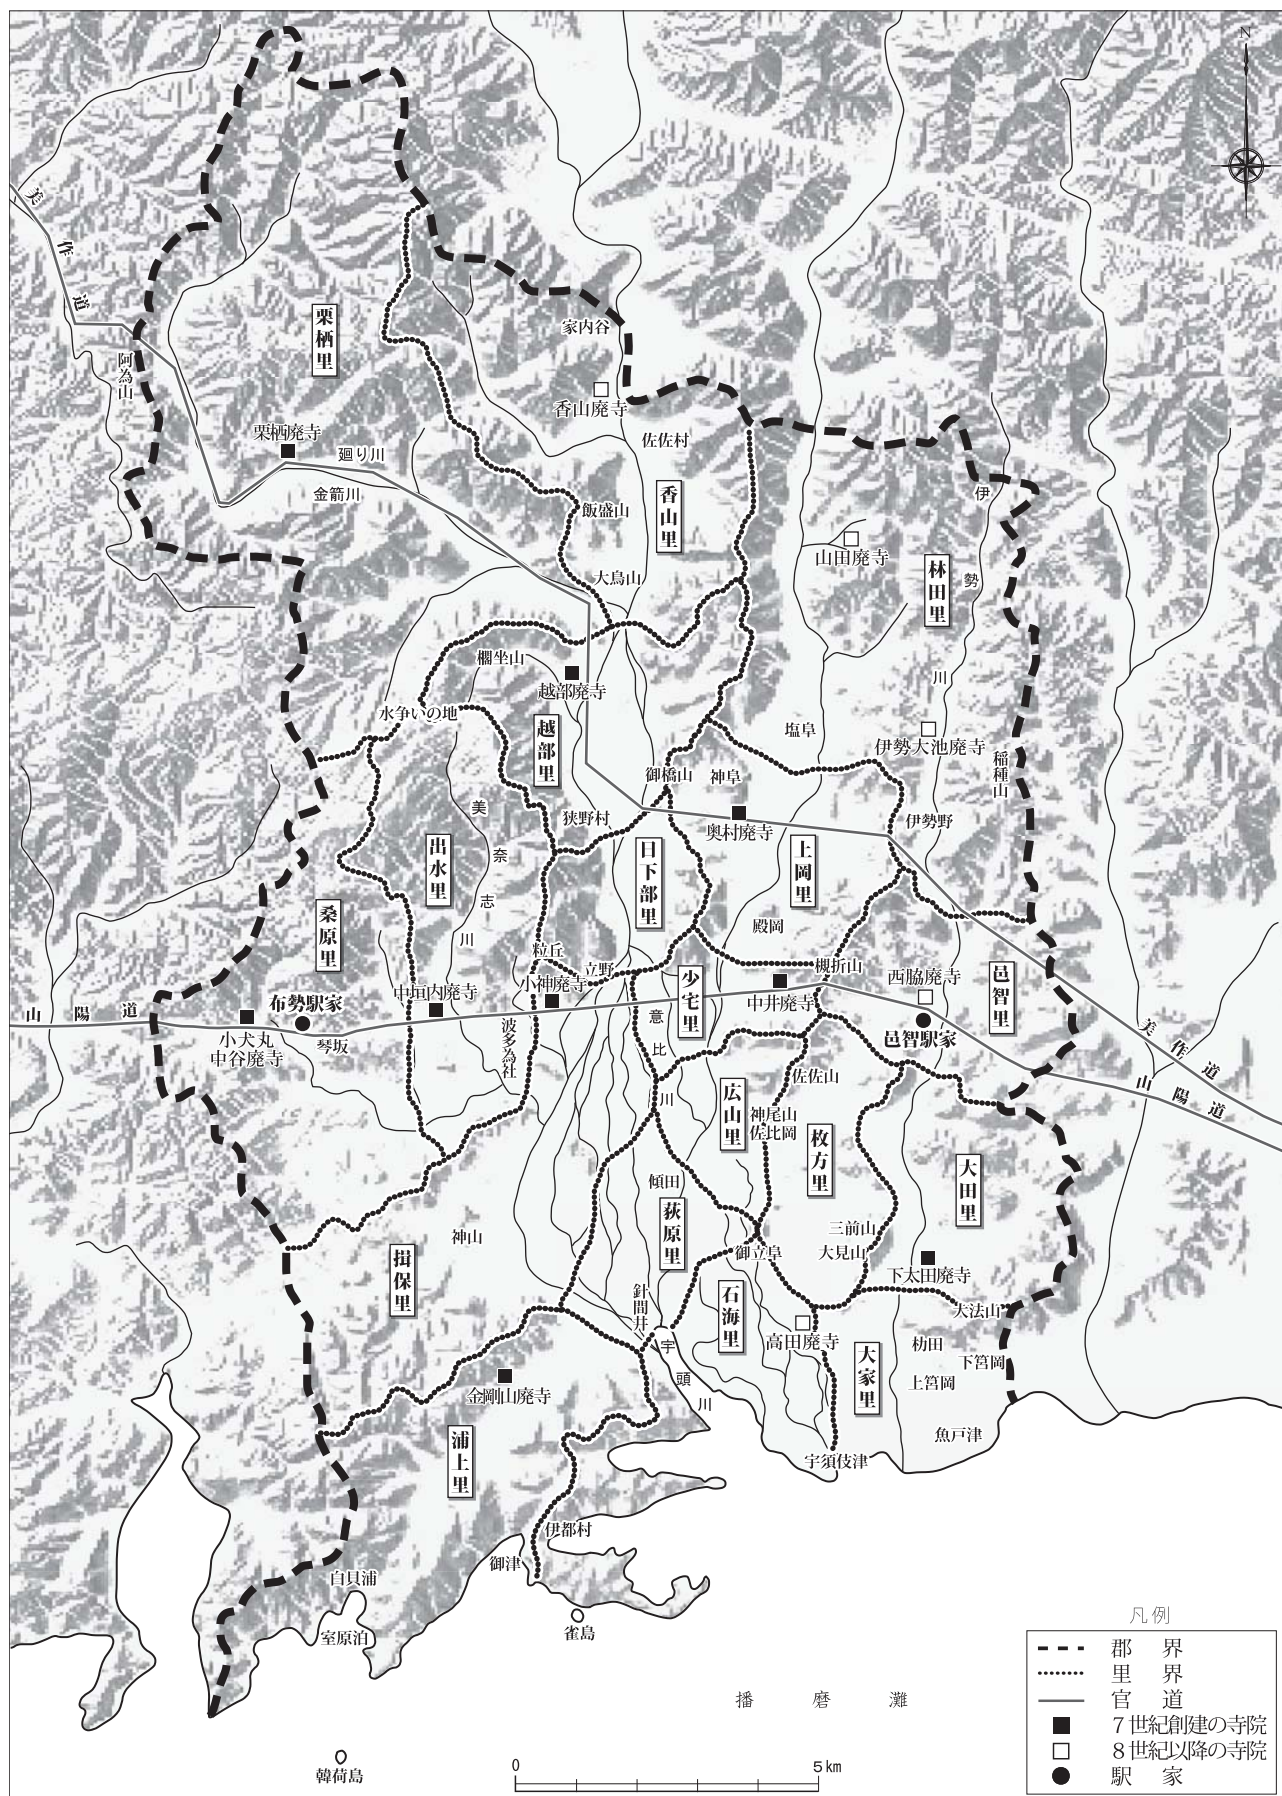 N
美作道
家内谷
栗栖里
阿為山
香山廃寺
栗栖廃寺
佐佐村
廻り川
金箭川
伊勢川
飯盛山
香山里
山田廃寺
大鳥山
林田里
欟坐山
越部廃寺
水争いの地
越部里
塩阜
伊勢大池廃寺
稲種山
御橋山
神阜
美奈志川
狭野村
奥村廃寺
伊勢野
出水里
日下部里
上岡里
桑原里
殿岡
粒丘
立野
槻折山
少宅里
西脇廃寺
邑智里
小神廃寺
中垣内廃寺
中井廃寺
山陽道
布勢駅家
小犬丸
中谷廃寺
琴坂
波多為社
意比川
邑智駅家
美作道
山陽道
佐佐山
広山里
神尾山
佐比岡
枚方里
大田里
傾田
萩原里
三前山
大見山
神山
揖保里
御立阜
下太田廃寺
針間井
石海里
大法山
宇頭川
高田廃寺
大家里
朸田
下筥岡
上筥岡
金剛山廃寺
浦上里
魚戸津
宇須伎津
伊都村
御津
白貝浦
室原泊
雀島
播磨灘
韓荷島
0 5km
凡例
郡界
里界
官道
7世紀創建の寺院
8世紀以降の寺院
駅家